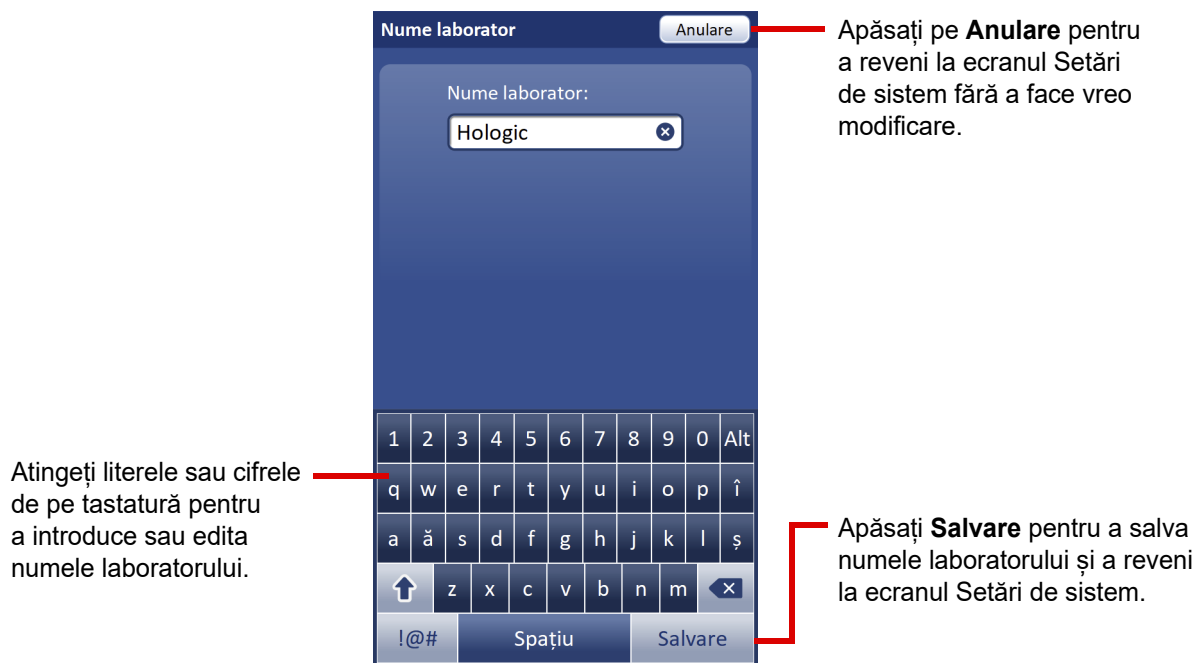 Nume laborator
Anulare
Apăsați pe Anulare pentru
a reveni la ecranul Setări
de sistem fără a face vreo
modificare.
Nume laborator:
Hologic
1 2 3 4 5 6 7 8 9 0 Alt
q w e r t y u i o p î
a ă s d f g h j k l ș
z x c v b n m
!@# Spațiu Salvare
Atingeți literele sau cifrele
de pe tastatură pentru
a introduce sau edita
numele laboratorului.
Apăsați Salvare pentru a salva
numele laboratorului și a reveni
la ecranul Setări de sistem.